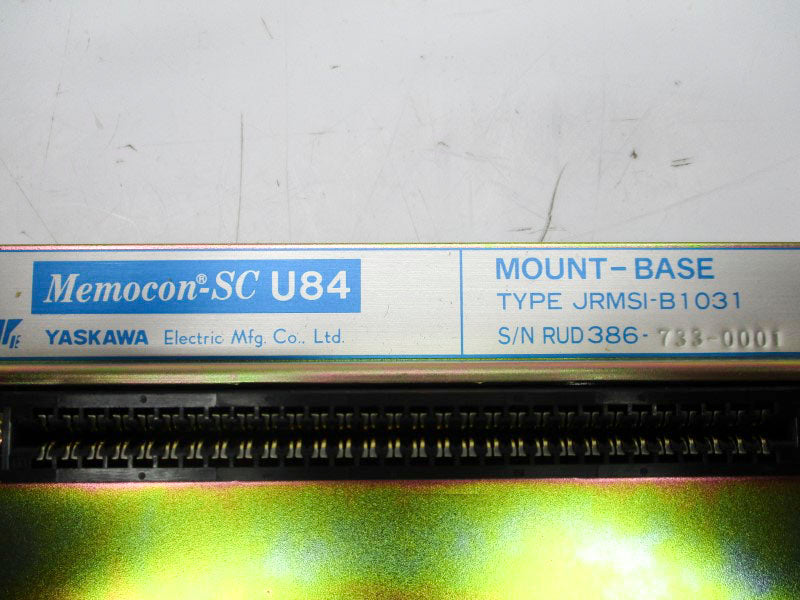 Memocon®-SC U84
YASKAWA Electric Mfg. Co., Ltd.
MOUNT-BASE
TYPE JRMSI-B1031
S/N RUD386-733-0001